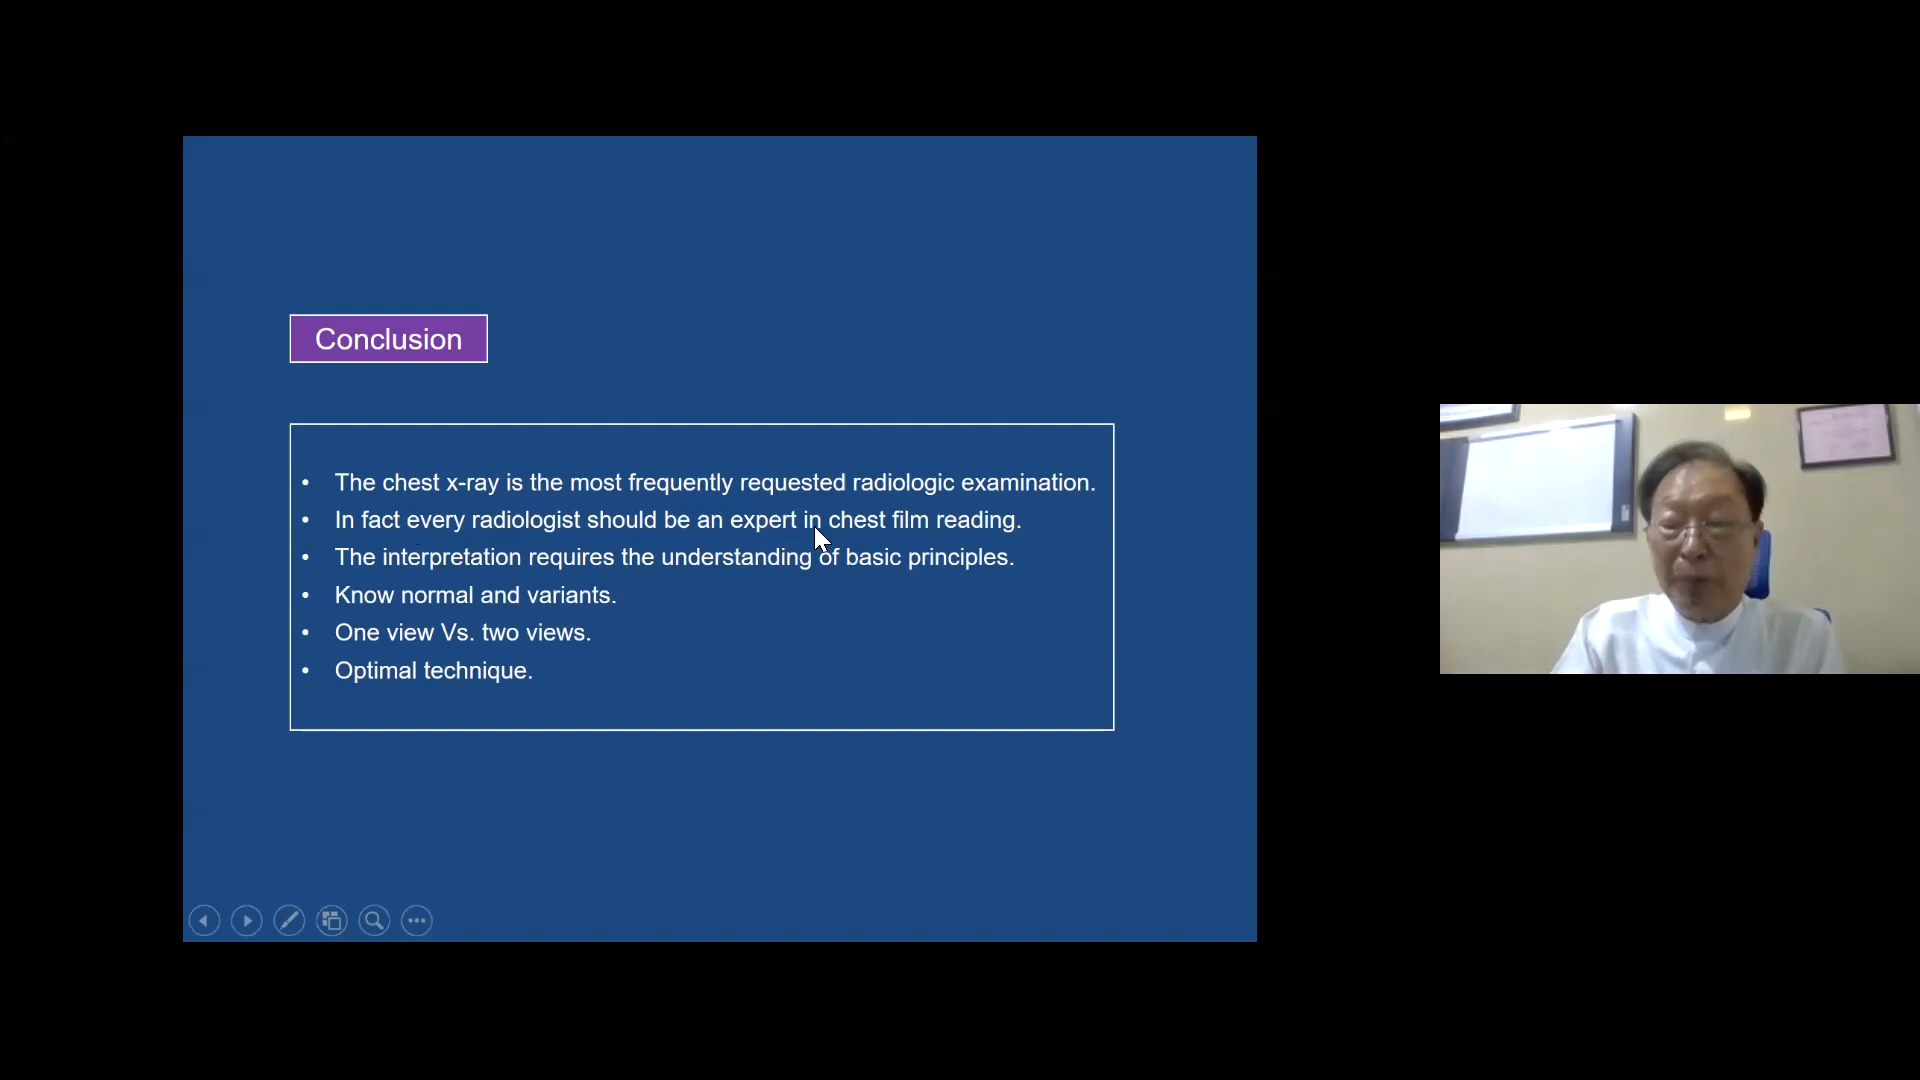 Conclusion
• The chest x-ray is the most frequently requested radiologic examination.
• In fact every radiologist should be an expert in chest film reading.
• The interpretation requires the understanding of basic principles.
• Know normal and variants.
• One view Vs. two views.
• Optimal technique.